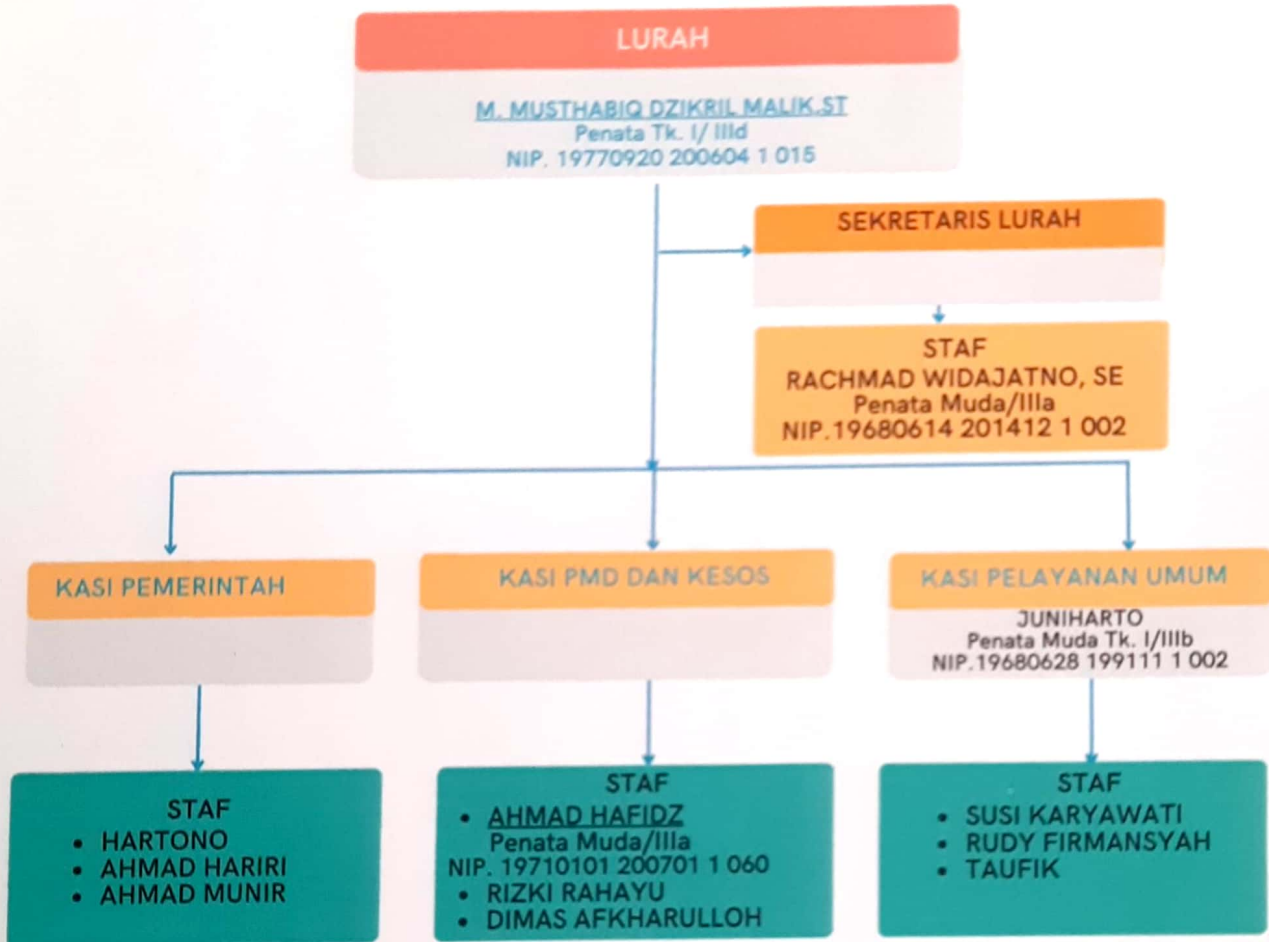 LURAH
M. MUSTHABIQ DZIKRIL MALIK,ST
Penata Tk. I/ IIId
NIP. 19770920 200604 1 015
SEKRETARIS LURAH
STAF
RACHMAD WIDAJATNO, SE
Penata Muda/IIIa
NIP.19680614 201412 1 002
KASI PEMERINTAH
KASI PMD DAN KESOS
KASI PELAYANAN UMUM
JUNIHARTO
Penata Muda Tk. I/IIIb
NIP.19680628 199111 1 002
STAF
• HARTONO
• AHMAD HARIRI
• AHMAD MUNIR
STAF
• AHMAD HAFIDZ
Penata Muda/IIIa
NIP. 19710101 200701 1 060
• RIZKI RAHAYU
• DIMAS AFKHARULLOH
STAF
• SUSI KARYAWATI
• RUDY FIRMANSYAH
• TAUFIK